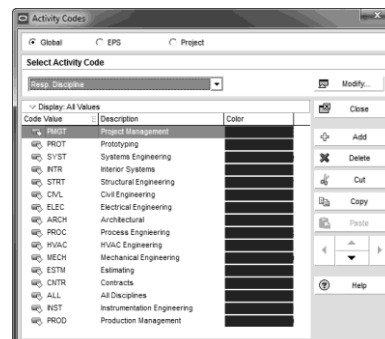 Activity Codes
Global EPS Project
Select Activity Code
Resp. Discipline
Modify...
Display: All Values
Close
Code Value Description Color
PMGT Project Management
PROT Prototyping
Add
SYST Systems Engineering
INTR Interior Systems
Delete
STRT Structural Engineering
CIVL Civil Engineering
Cut
ELEC Electrical Engineering
ARCH Architectural
Copy
PROC Process Engnieering
HVAC HVAC Engineering
Paste
MECH Mechanical Engineering
ESTM Estimating
CNTR Contracts
ALL All Disciplines
Help
INST Instrumentation Engineering
PROD Production Management